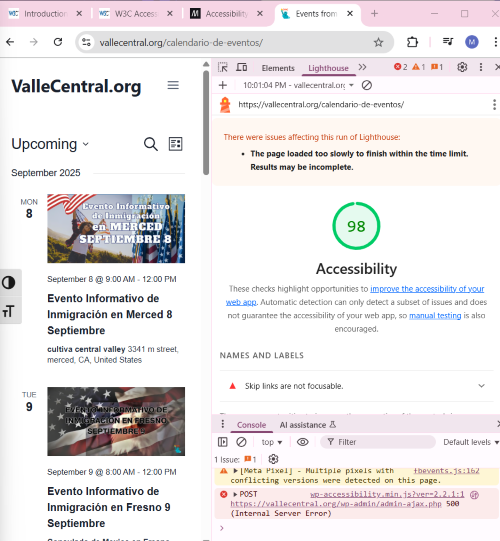 Introduction
W3C Access
Accessibility
Events from
vallecentral.org/calendario-de-eventos/
M
ValleCentral.org
Upcoming
September 2025
MON
8
Evento Informativo
de Inmigración
en MERCED
SEPTIEMBRE 8
September 8 @ 9:00 AM - 12:00 PM
Evento Informativo de
Inmigración en Merced 8
Septiembre
cultiva central valley 3341 m street,
merced, CA, United States
TUE
9
EVENTO INFORMATIVO DE
INMIGRACIÓN EN FRESNO
SEPTIEMBRE 9
September 9 @ 8:00 AM - 12:00 PM
Evento Informativo de
Inmigración en Fresno 9
Septiembre
Consulado de Mexico en Fresno
Elements
Lighthouse
2
1
1
10:01:04 PM - vallecentral.org
https://vallecentral.org/calendario-de-eventos/
There were issues affecting this run of Lighthouse:
• The page loaded too slowly to finish within the time limit.
Results may be incomplete.
98
Accessibility
These checks highlight opportunities to improve the accessibility of your
web app. Automatic detection can only detect a subset of issues and does
not guarantee the accessibility of your web app, so manual testing is also
encouraged.
NAMES AND LABELS
Skip links are not focusable.
Console
AI assistance
top
Filter
Default levels
1 Issue:
1
[Meta Pixel] - Multiple pixels with fbevents.js:162
conflicting versions were detected on this page.
POST wp-accessibility.min.js?ver=2.2.1:1
https://vallecentral.org/wp-admin/admin-ajax.php 500
(Internal Server Error)